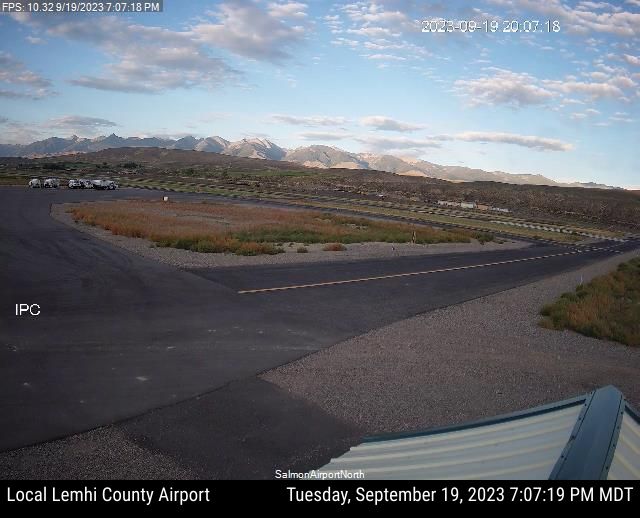 FPS: 10.32 9/19/2023 7:07:18 PM
2023-09-19 20:07:18
IPC
SalmonAirportNorth
Local Lemhi County Airport Tuesday, September 19, 2023 7:07:19 PM MDT